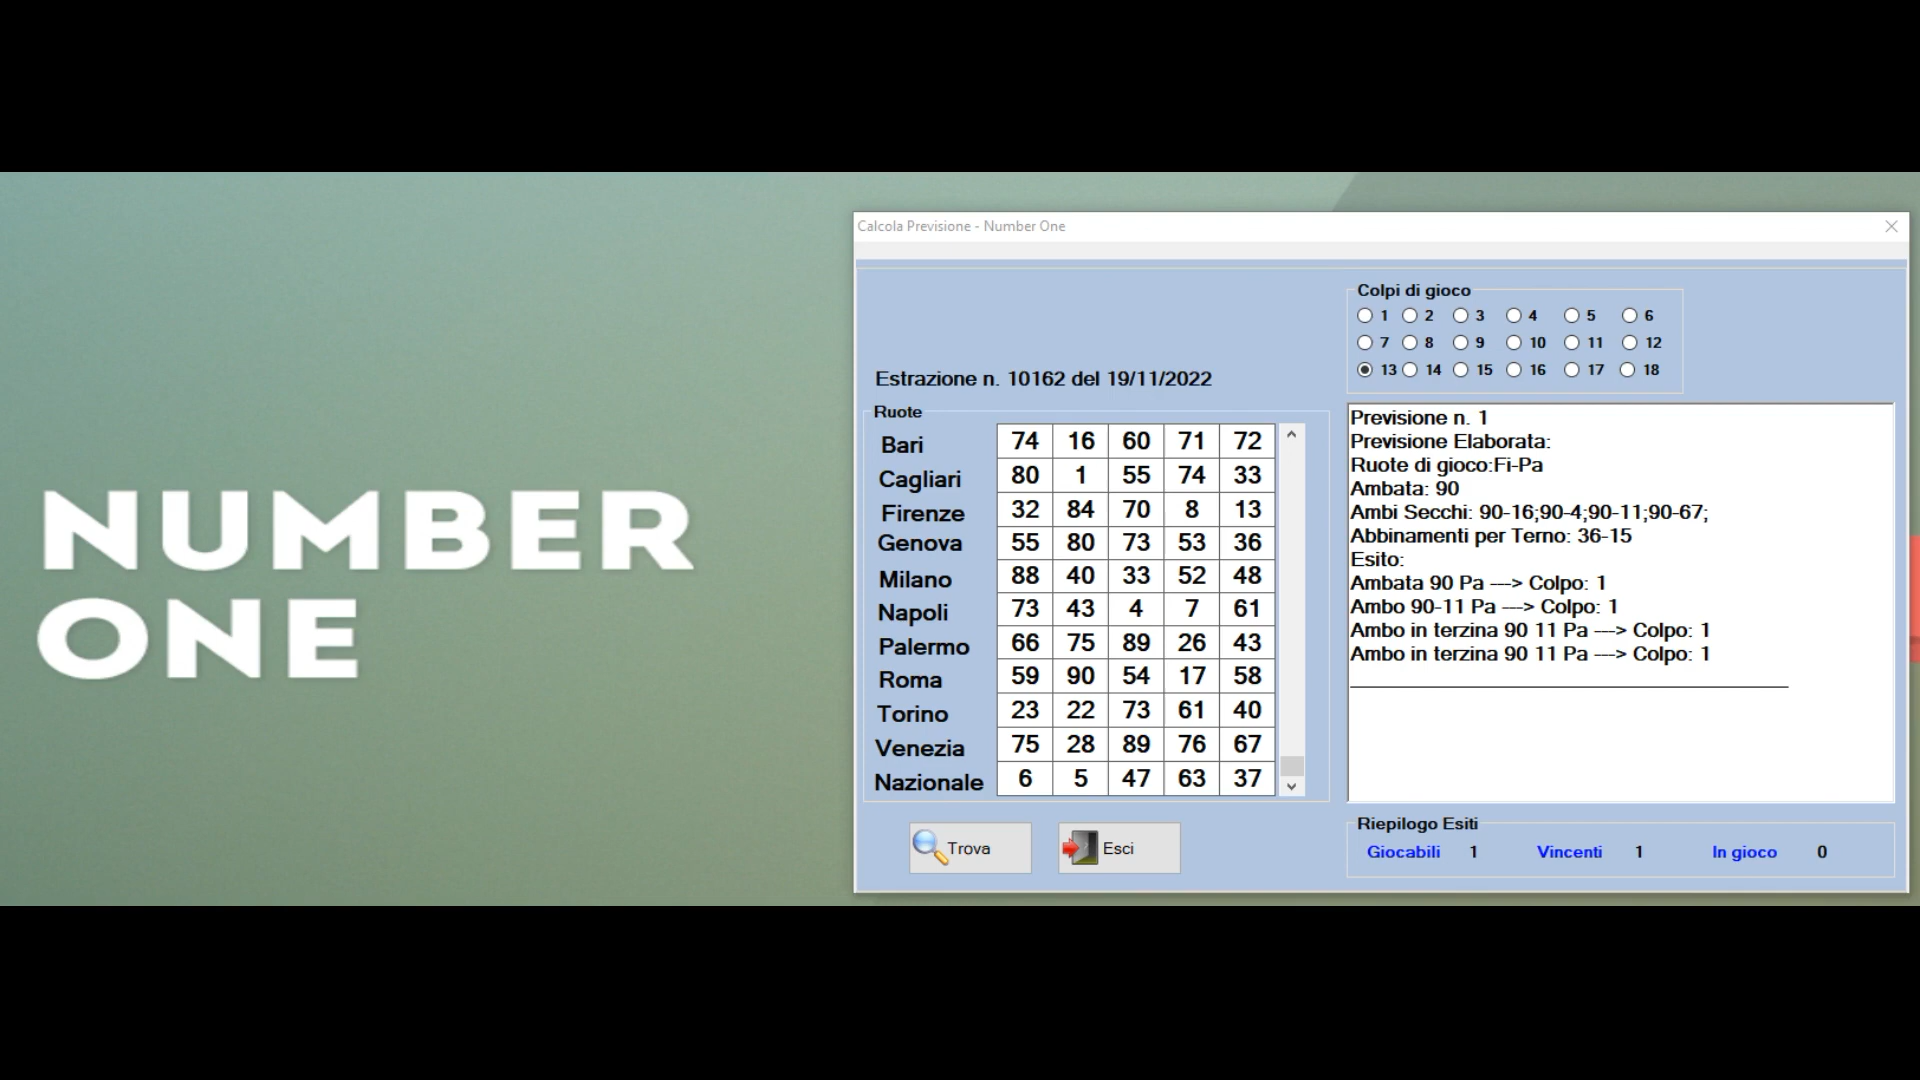 NUMBER
ONE
Calcola Previsione - Number One
Colpi di gioco
1 2 3 4 5 6
7 8 9 10 11 12
13 14 15 16 17 18
Estrazione n. 10162 del 19/11/2022
Ruote
Bari 74 16 60 71 72
Cagliari 80 1 55 74 33
Firenze 32 84 70 8 13
Genova 55 80 73 53 36
Milano 88 40 33 52 48
Napoli 73 43 4 7 61
Palermo 66 75 89 26 43
Roma 59 90 54 17 58
Torino 23 22 73 61 40
Venezia 75 28 89 76 67
Nazionale 6 5 47 63 37
Trova
Esci
Previsione n. 1
Previsione Elaborata:
Ruote di gioco:Fi-Pa
Ambata: 90
Ambi Secchi: 90-16;90-4;90-11;90-67;
Abbinamenti per Terno: 36-15
Esito:
Ambata 90 Pa ---> Colpo: 1
Ambo 90-11 Pa ---> Colpo: 1
Ambo in terzina 90 11 Pa ---> Colpo: 1
Ambo in terzina 90 11 Pa ---> Colpo: 1
Riepilogo Esiti
Giocabili 1 Vincenti 1 In gioco 0